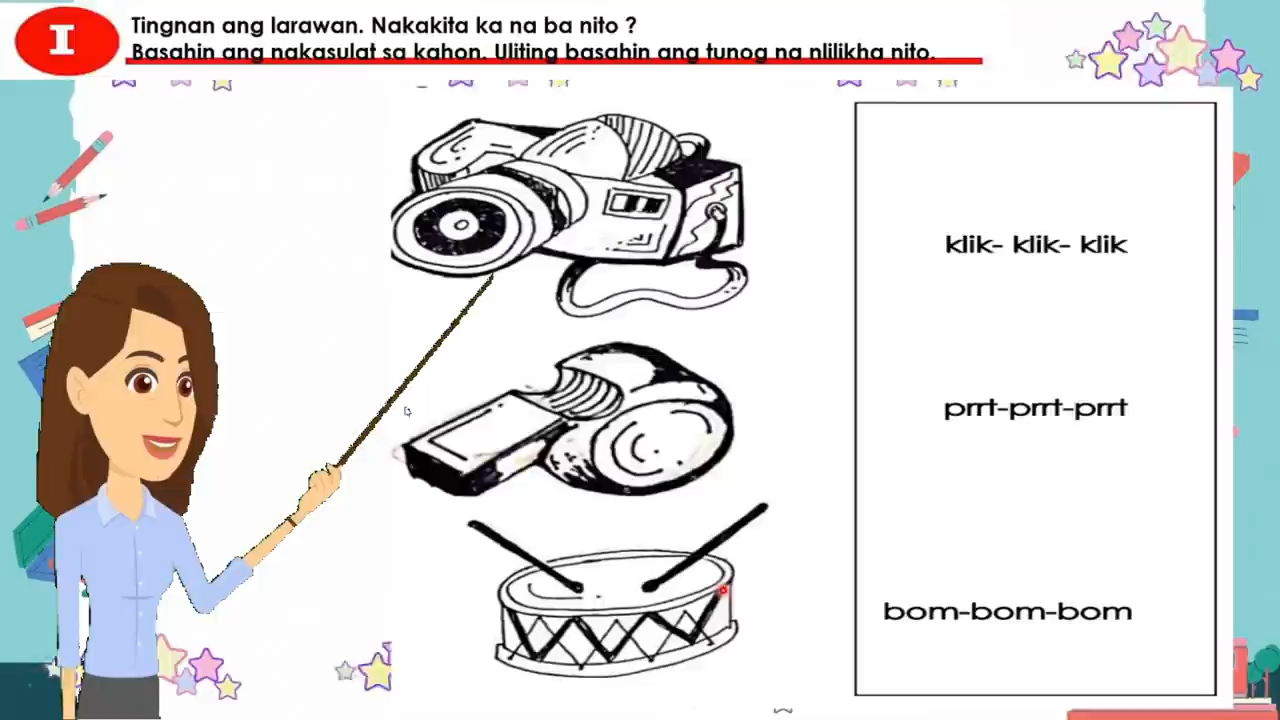 I
Tingnan ang larawan. Nakakita ka na ba nito ?
Basahin ang nakasulat sa kahon. Uliting basahin ang tunog na nlilikha nito.
klik- klik- klik
prrt-prrt-prrt
bom-bom-bom